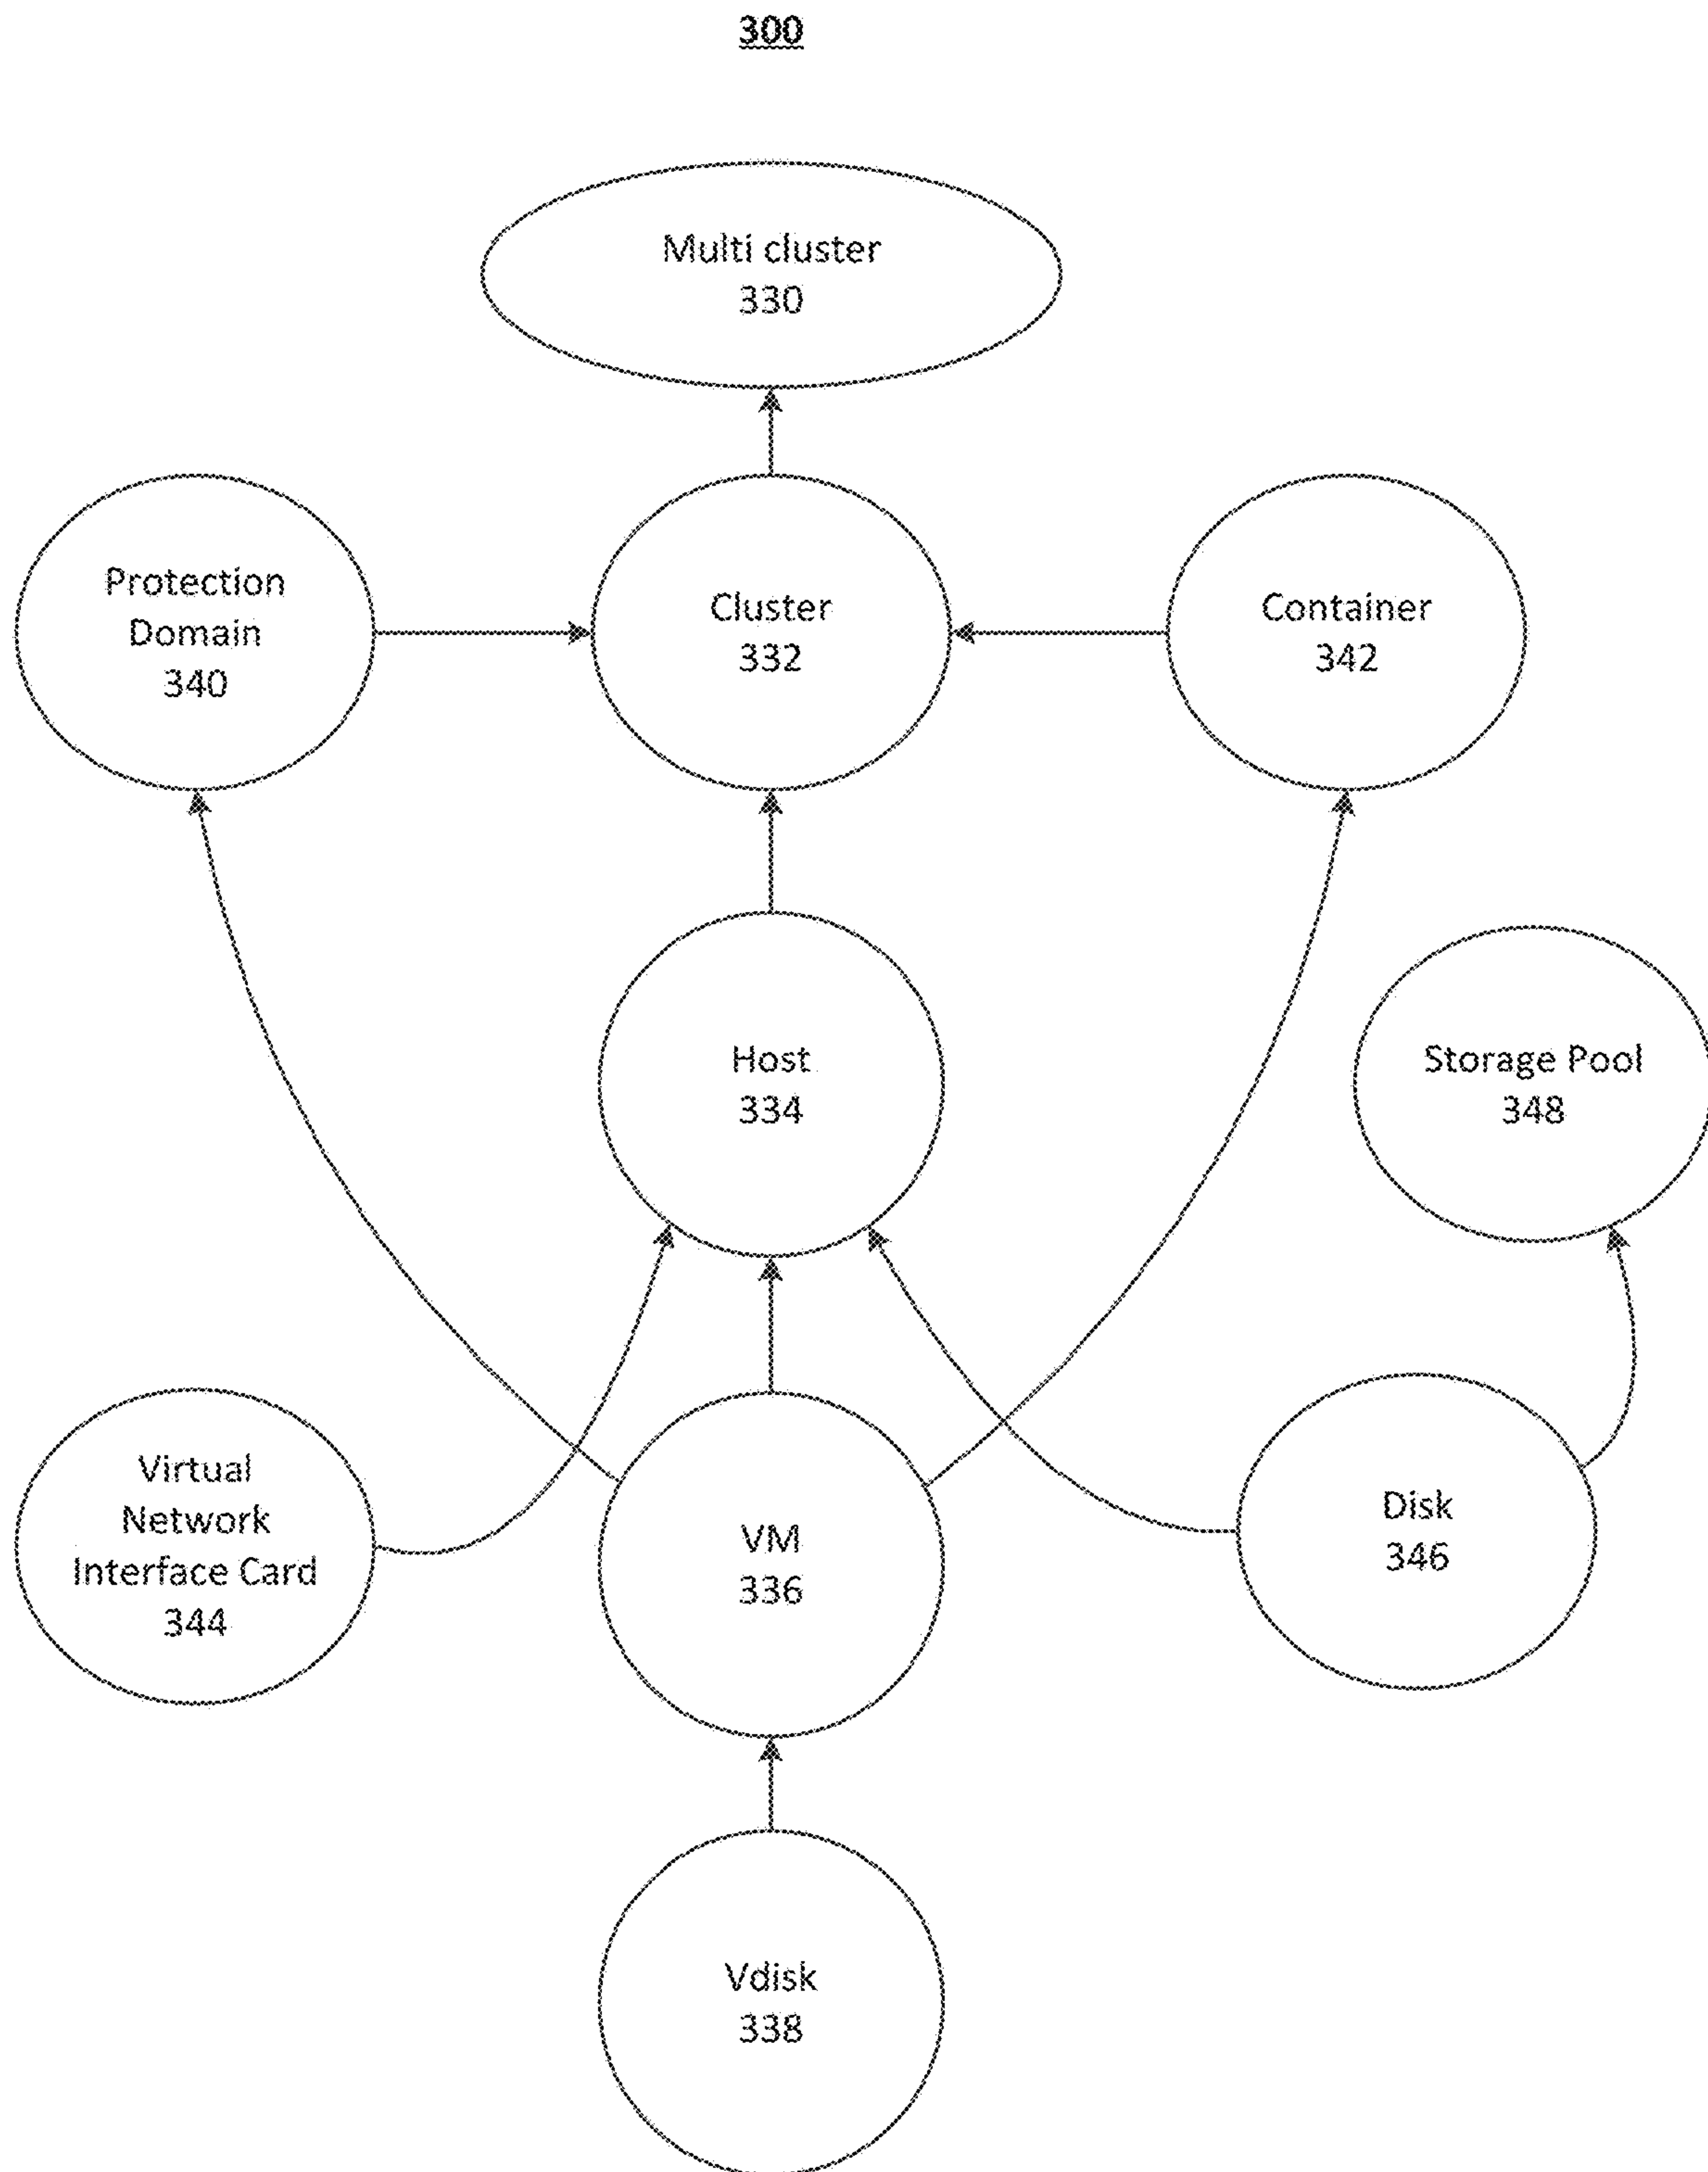 300
Multi cluster
330
Protection
Domain
340
Cluster
332
Container
342
Host
334
Storage Pool
348
Virtual
Network
Interface Card
344
VM
336
Disk
346
Vdisk
338